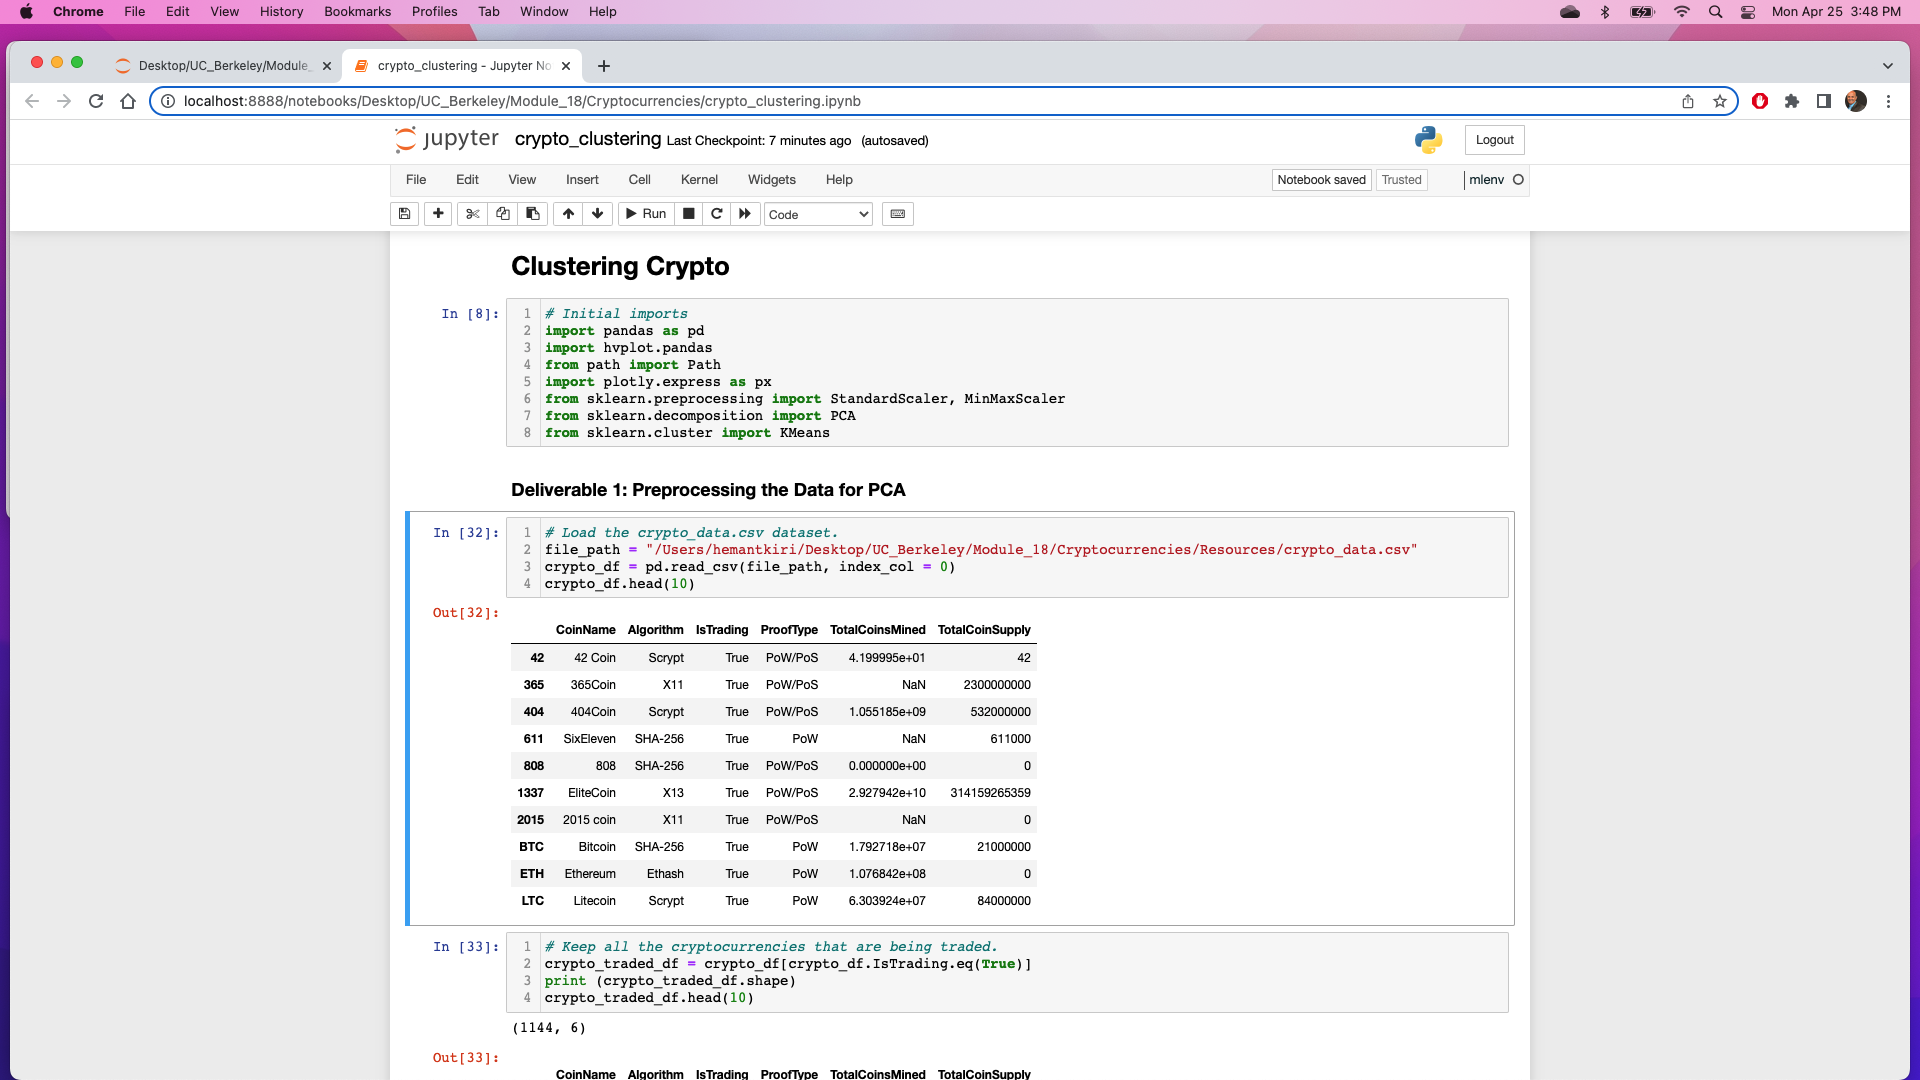 Chrome File Edit View History Bookmarks Profiles Tab Window Help Mon Apr 25 3:48 PM
Desktop/UC_Berkeley/Module_ crypto_clustering - Jupyter No
localhost:8888/notebooks/Desktop/UC_Berkeley/Module_18/Cryptocurrencies/crypto_clustering.ipynb
jupyter crypto_clustering Last Checkpoint: 7 minutes ago (autosaved) Logout
File Edit View Insert Cell Kernel Widgets Help Notebook saved Trusted mlenv
Run Code
Clustering Crypto
In [8]: 1 # Initial imports
2 import pandas as pd
3 import hvplot.pandas
4 from path import Path
5 import plotly.express as px
6 from sklearn.preprocessing import StandardScaler, MinMaxScaler
7 from sklearn.decomposition import PCA
8 from sklearn.cluster import KMeans
Deliverable 1: Preprocessing the Data for PCA
In [32]: 1 # Load the crypto_data.csv dataset.
2 file_path = "/Users/hemantkiri/Desktop/UC_Berkeley/Module_18/Cryptocurrencies/Resources/crypto_data.csv"
3 crypto_df = pd.read_csv(file_path, index_col = 0)
4 crypto_df.head(10)
Out[32]:
CoinName Algorithm IsTrading ProofType TotalCoinsMined TotalCoinSupply
42 42 Coin Scrypt True PoW/PoS 4.199995e+01 42
365 365Coin X11 True PoW/PoS NaN 2300000000
404 404Coin Scrypt True PoW/PoS 1.055185e+09 532000000
611 SixEleven SHA-256 True PoW NaN 611000
808 808 SHA-256 True PoW/PoS 0.000000e+00 0
1337 EliteCoin X13 True PoW/PoS 2.927942e+10 314159265359
2015 2015 coin X11 True PoW/PoS NaN 0
BTC Bitcoin SHA-256 True PoW 1.792718e+07 21000000
ETH Ethereum Ethash True PoW 1.076842e+08 0
LTC Litecoin Scrypt True PoW 6.303924e+07 84000000
In [33]: 1 # Keep all the cryptocurrencies that are being traded.
2 crypto_traded_df = crypto_df[crypto_df.IsTrading.eq(True)]
3 print (crypto_traded_df.shape)
4 crypto_traded_df.head(10)
(1144, 6)
Out[33]:
CoinName Algorithm IsTrading ProofType TotalCoinsMined TotalCoinSupply